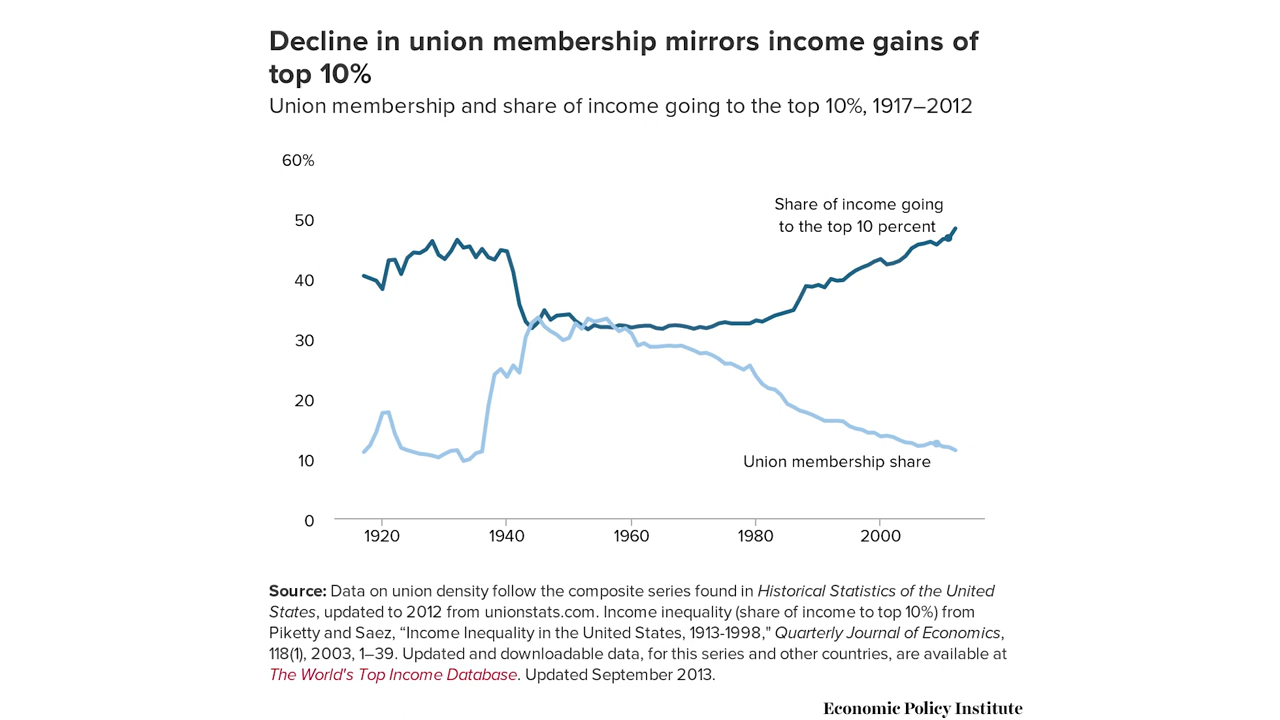 Decline in union membership mirrors income gains of
top 10%
Union membership and share of income going to the top 10%, 1917–2012
60%
50
40
30
20
10
0
Share of income going
to the top 10 percent
Union membership share
1920
1940
1960
1980
2000
Source: Data on union density follow the composite series found in Historical Statistics of the United
States, updated to 2012 from unionstats.com. Income inequality (share of income to top 10%) from
Piketty and Saez, “Income Inequality in the United States, 1913-1998," Quarterly Journal of Economics,
118(1), 2003, 1–39. Updated and downloadable data, for this series and other countries, are available at
The World's Top Income Database. Updated September 2013.
Economic Policy Institute